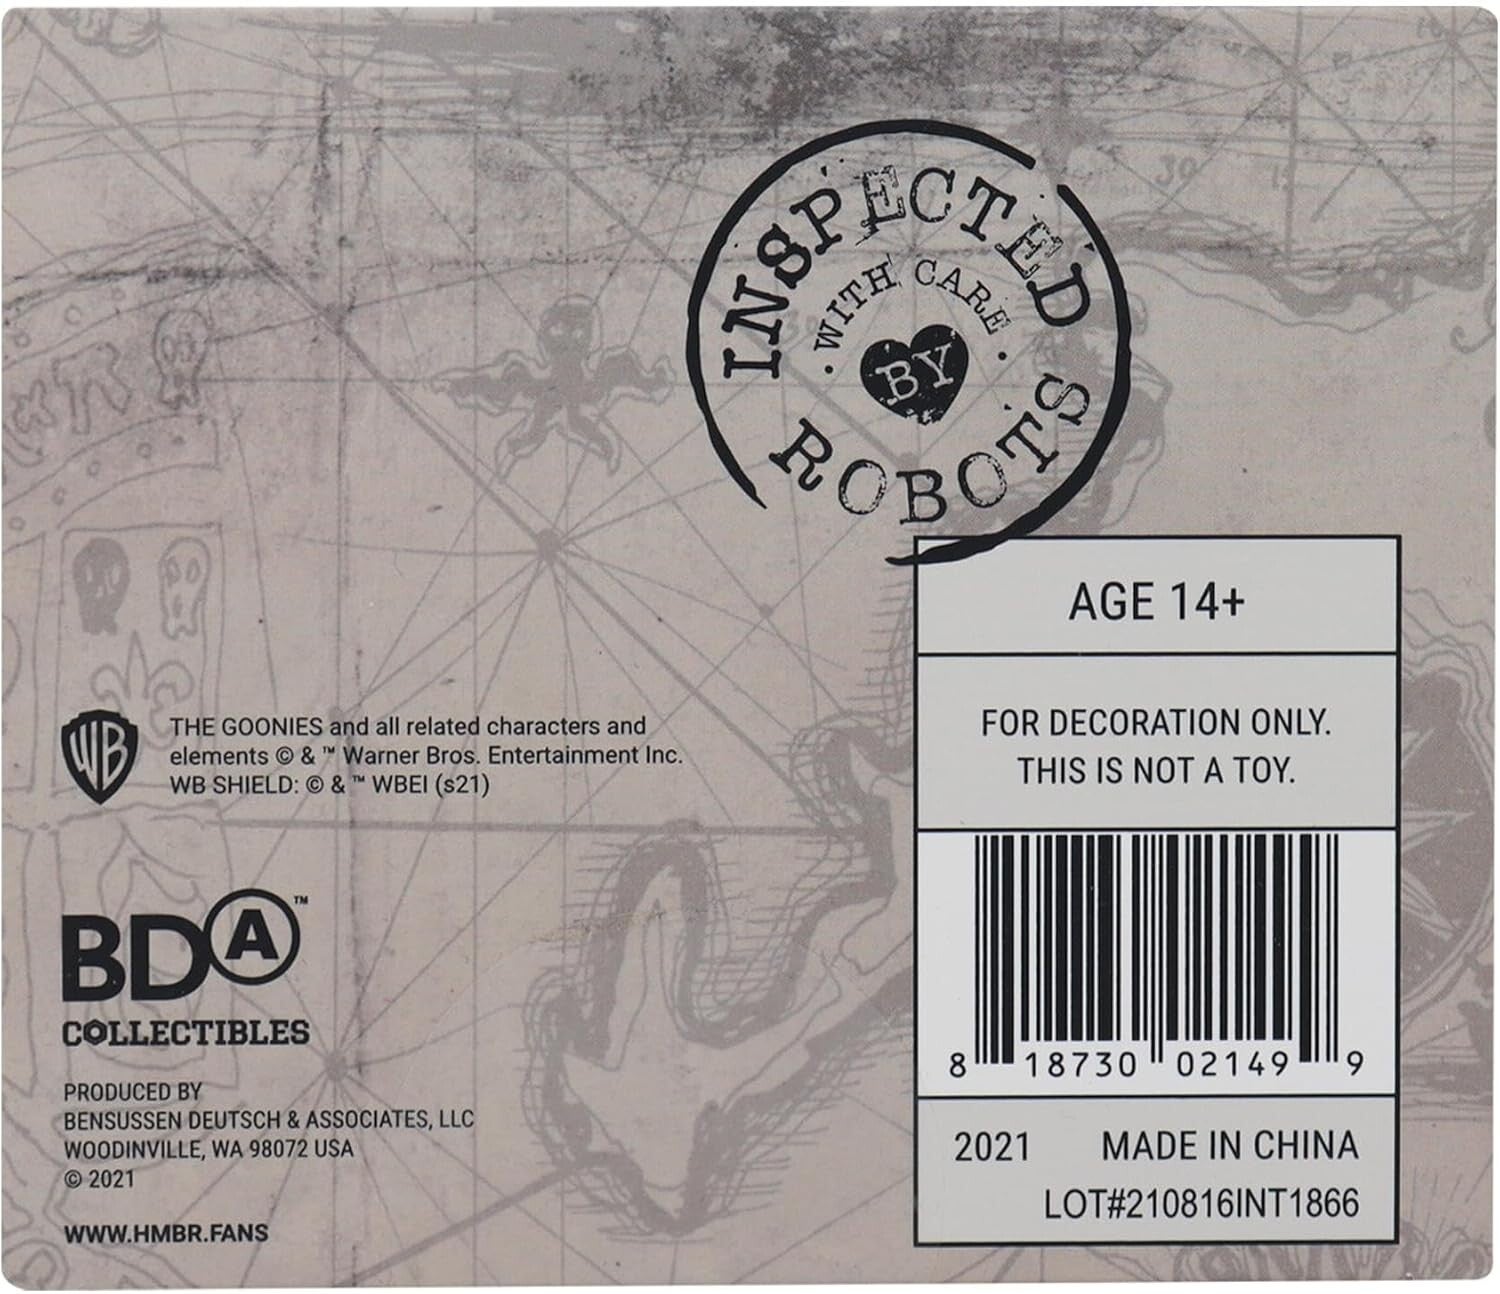 INSPECTED
WITH CARE
BY
ROBOTS
AGE 14+
FOR DECORATION ONLY.
THIS IS NOT A TOY.
8 18730 02149 9
2021 MADE IN CHINA
LOT#210816INT1866
WB
THE GOONIES and all related characters and
elements © & ™ Warner Bros. Entertainment Inc.
WB SHIELD: © & ™ WBEI (s21)
BDA™
COLLECTIBLES
PRODUCED BY
BENSUSSEN DEUTSCH & ASSOCIATES, LLC
WOODINVILLE, WA 98072 USA
© 2021
WWW.HMBR.FANS